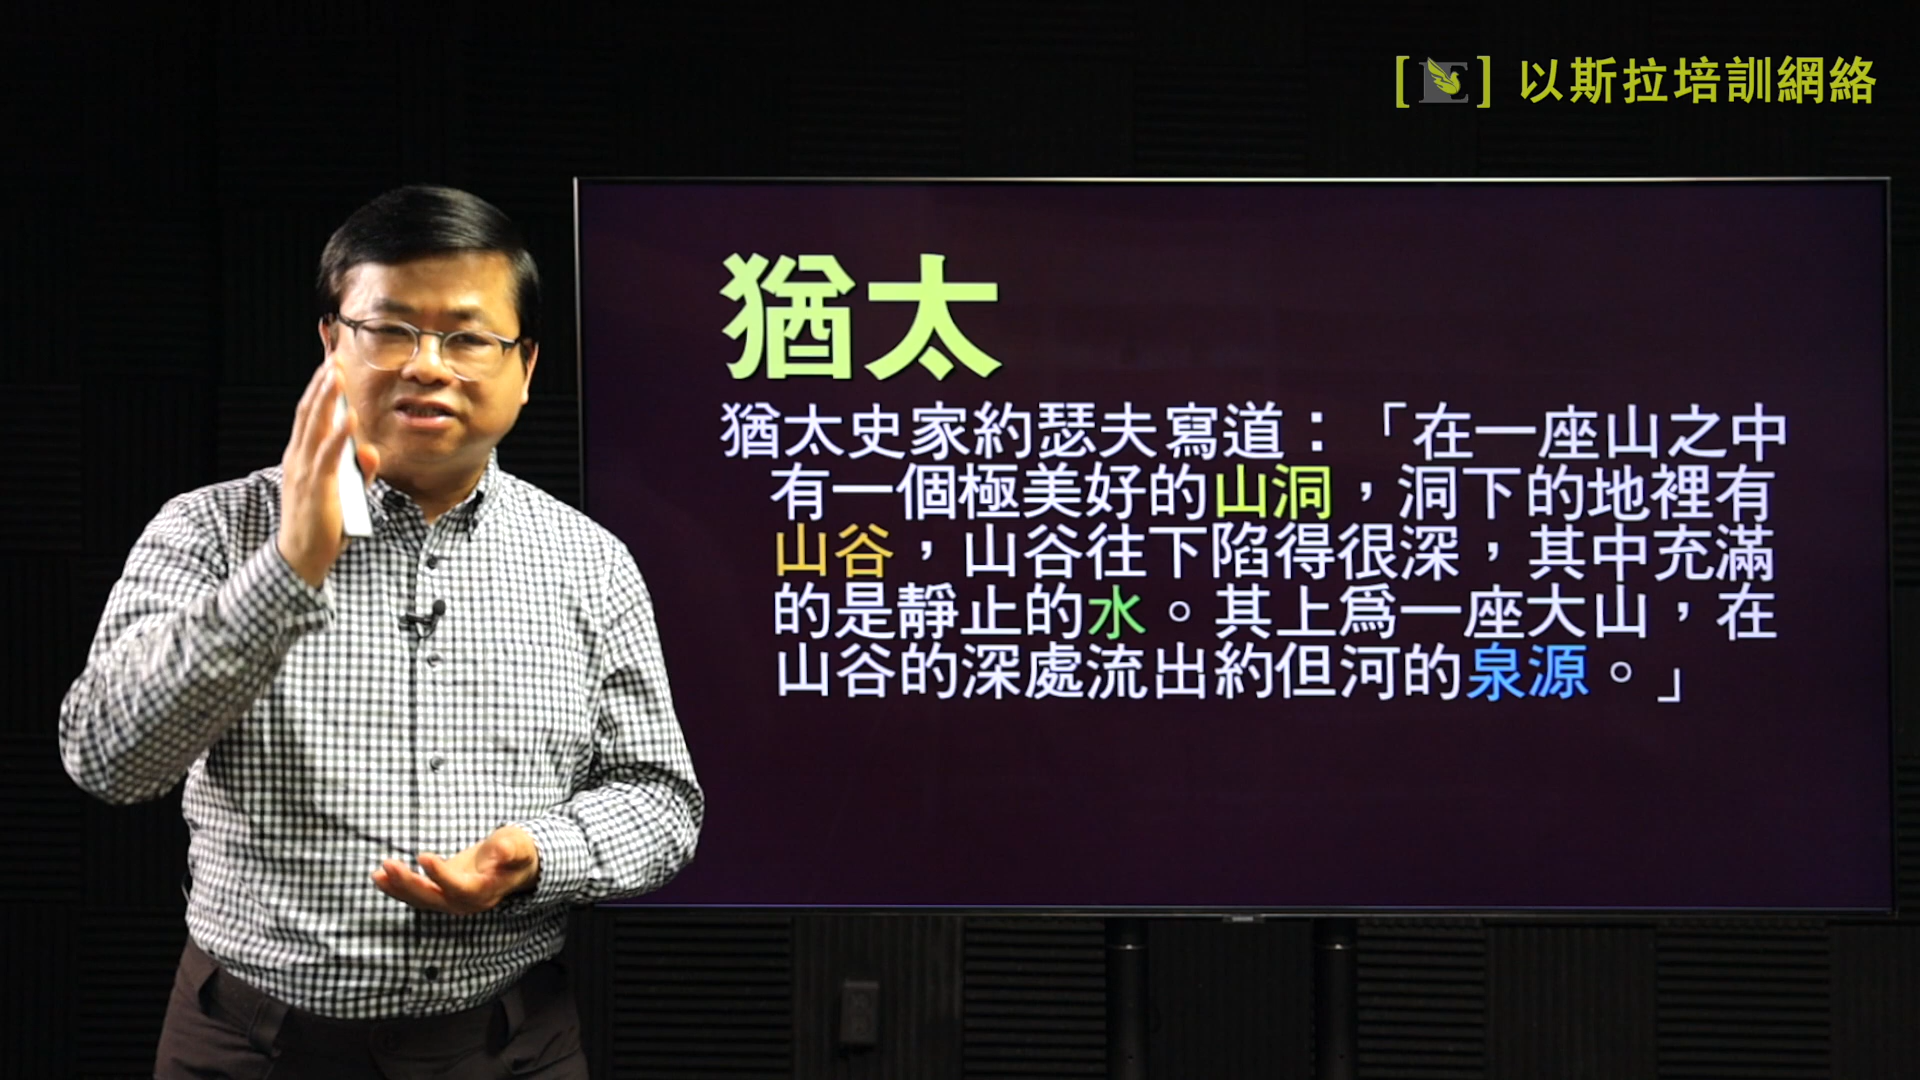 [E] 以斯拉培訓網絡
猶太
猶太史家約瑟夫寫道：「在一座山之中
有一個極美好的山洞，洞下的地裡有
山谷，山谷往下陷得很深，其中充滿
的是靜止的水。其上爲一座大山，在
山谷的深處流出約但河的泉源。」